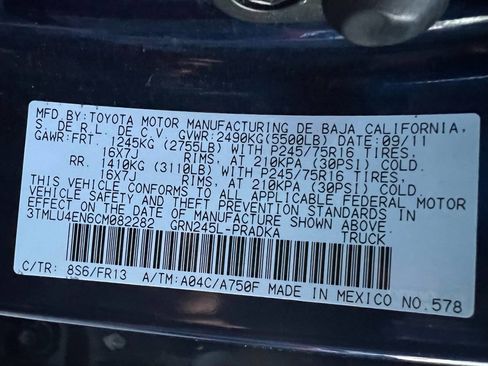 MFD.BY:TOYOTA MOTOR MANUFACTURING DE BAJA CALIFORNIA,
S. DE R.L. DE C.V. GVWR:2490KG(5500LB) DATE:09/11
GAWR:FRT. 1245KG (2755LB) WITH P245/75R16 TIRES,
16X7J RIMS, AT 210KPA (30PSI) COLD.
RR. 1410KG (3110LB) WITH P245/75R16 TIRES,
16X7J RIMS, AT 210KPA (30PSI) COLD.
THIS VEHICLE CONFORMS TO ALL APPLICABLE FEDERAL MOTOR
VEHICLE SAFETY AND THEFT PREVENTION STANDARDS IN
EFFECT ON THE DATE OF MANUFACTURE SHOWN ABOVE.
3TMLU4EN6CM082282 GRN245L-PRADKA TRUCK
C/TR: 8S6/FR13 A/TM:A04C/A750F MADE IN MEXICO NO.578